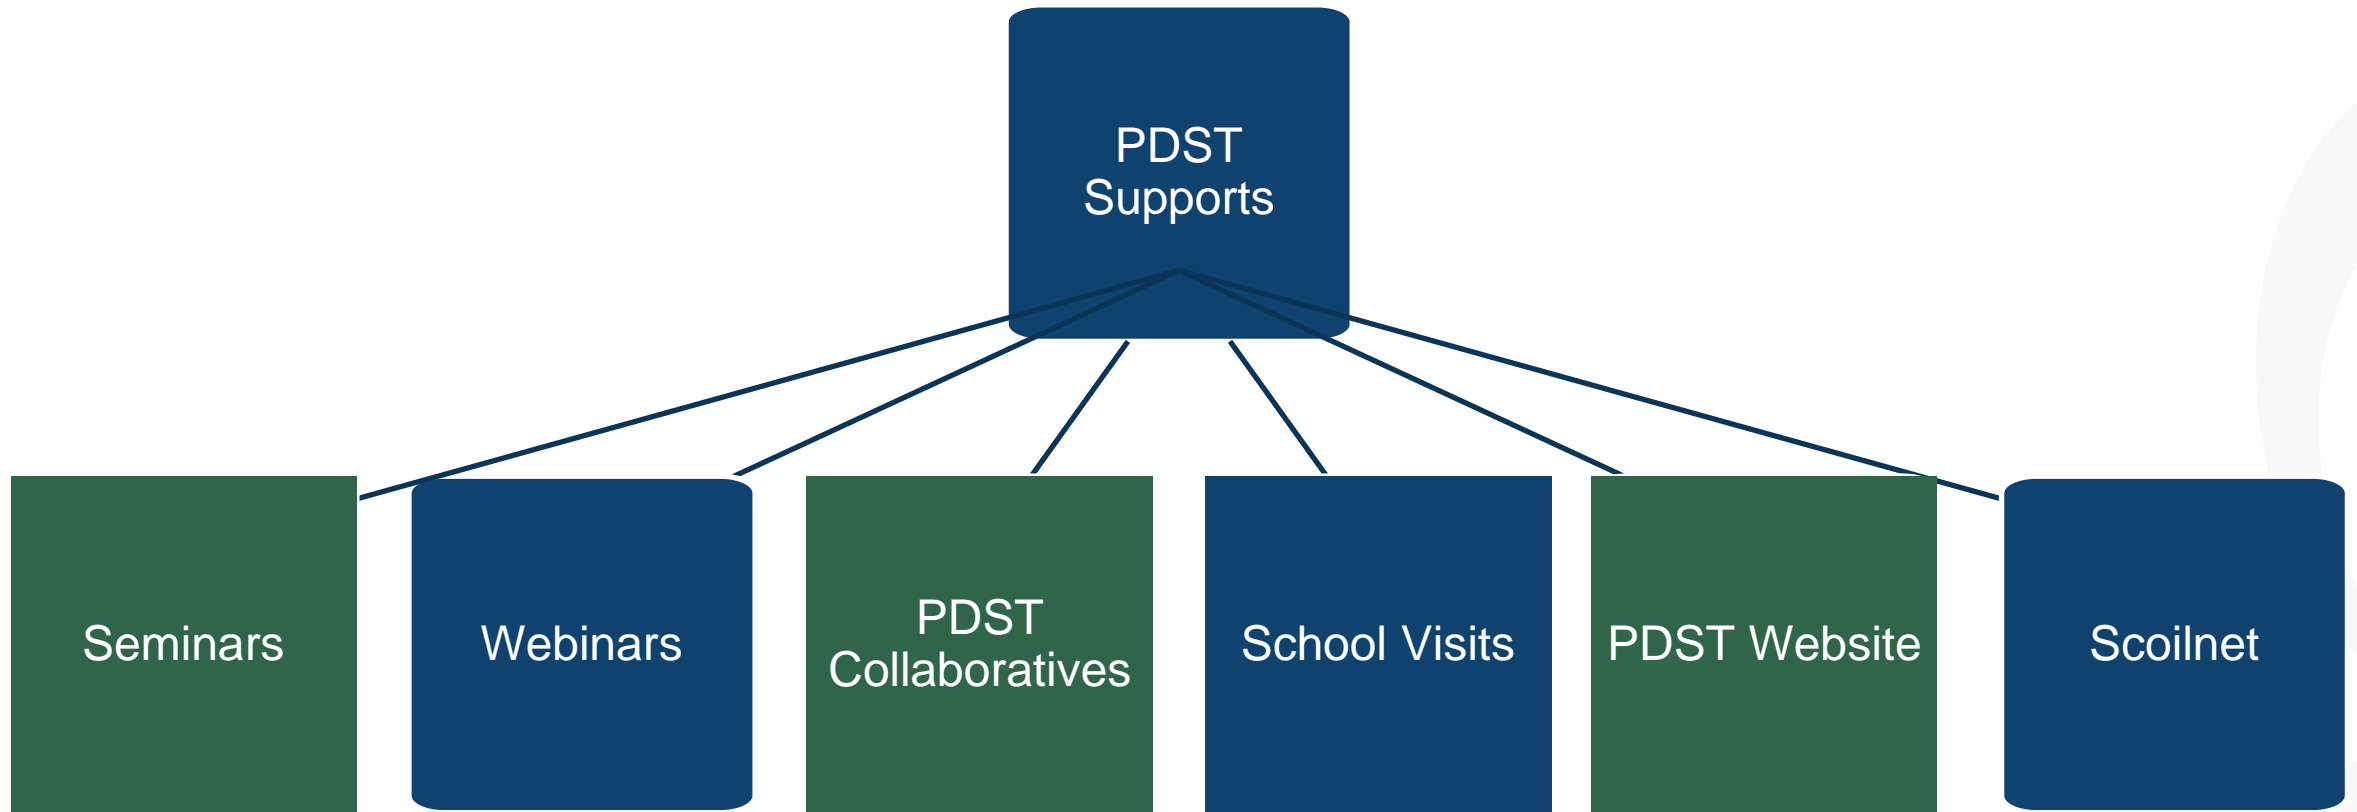 PDST
Supports
Seminars
Webinars
PDST
Collaboratives
School Visits
PDST Website
Scoilnet